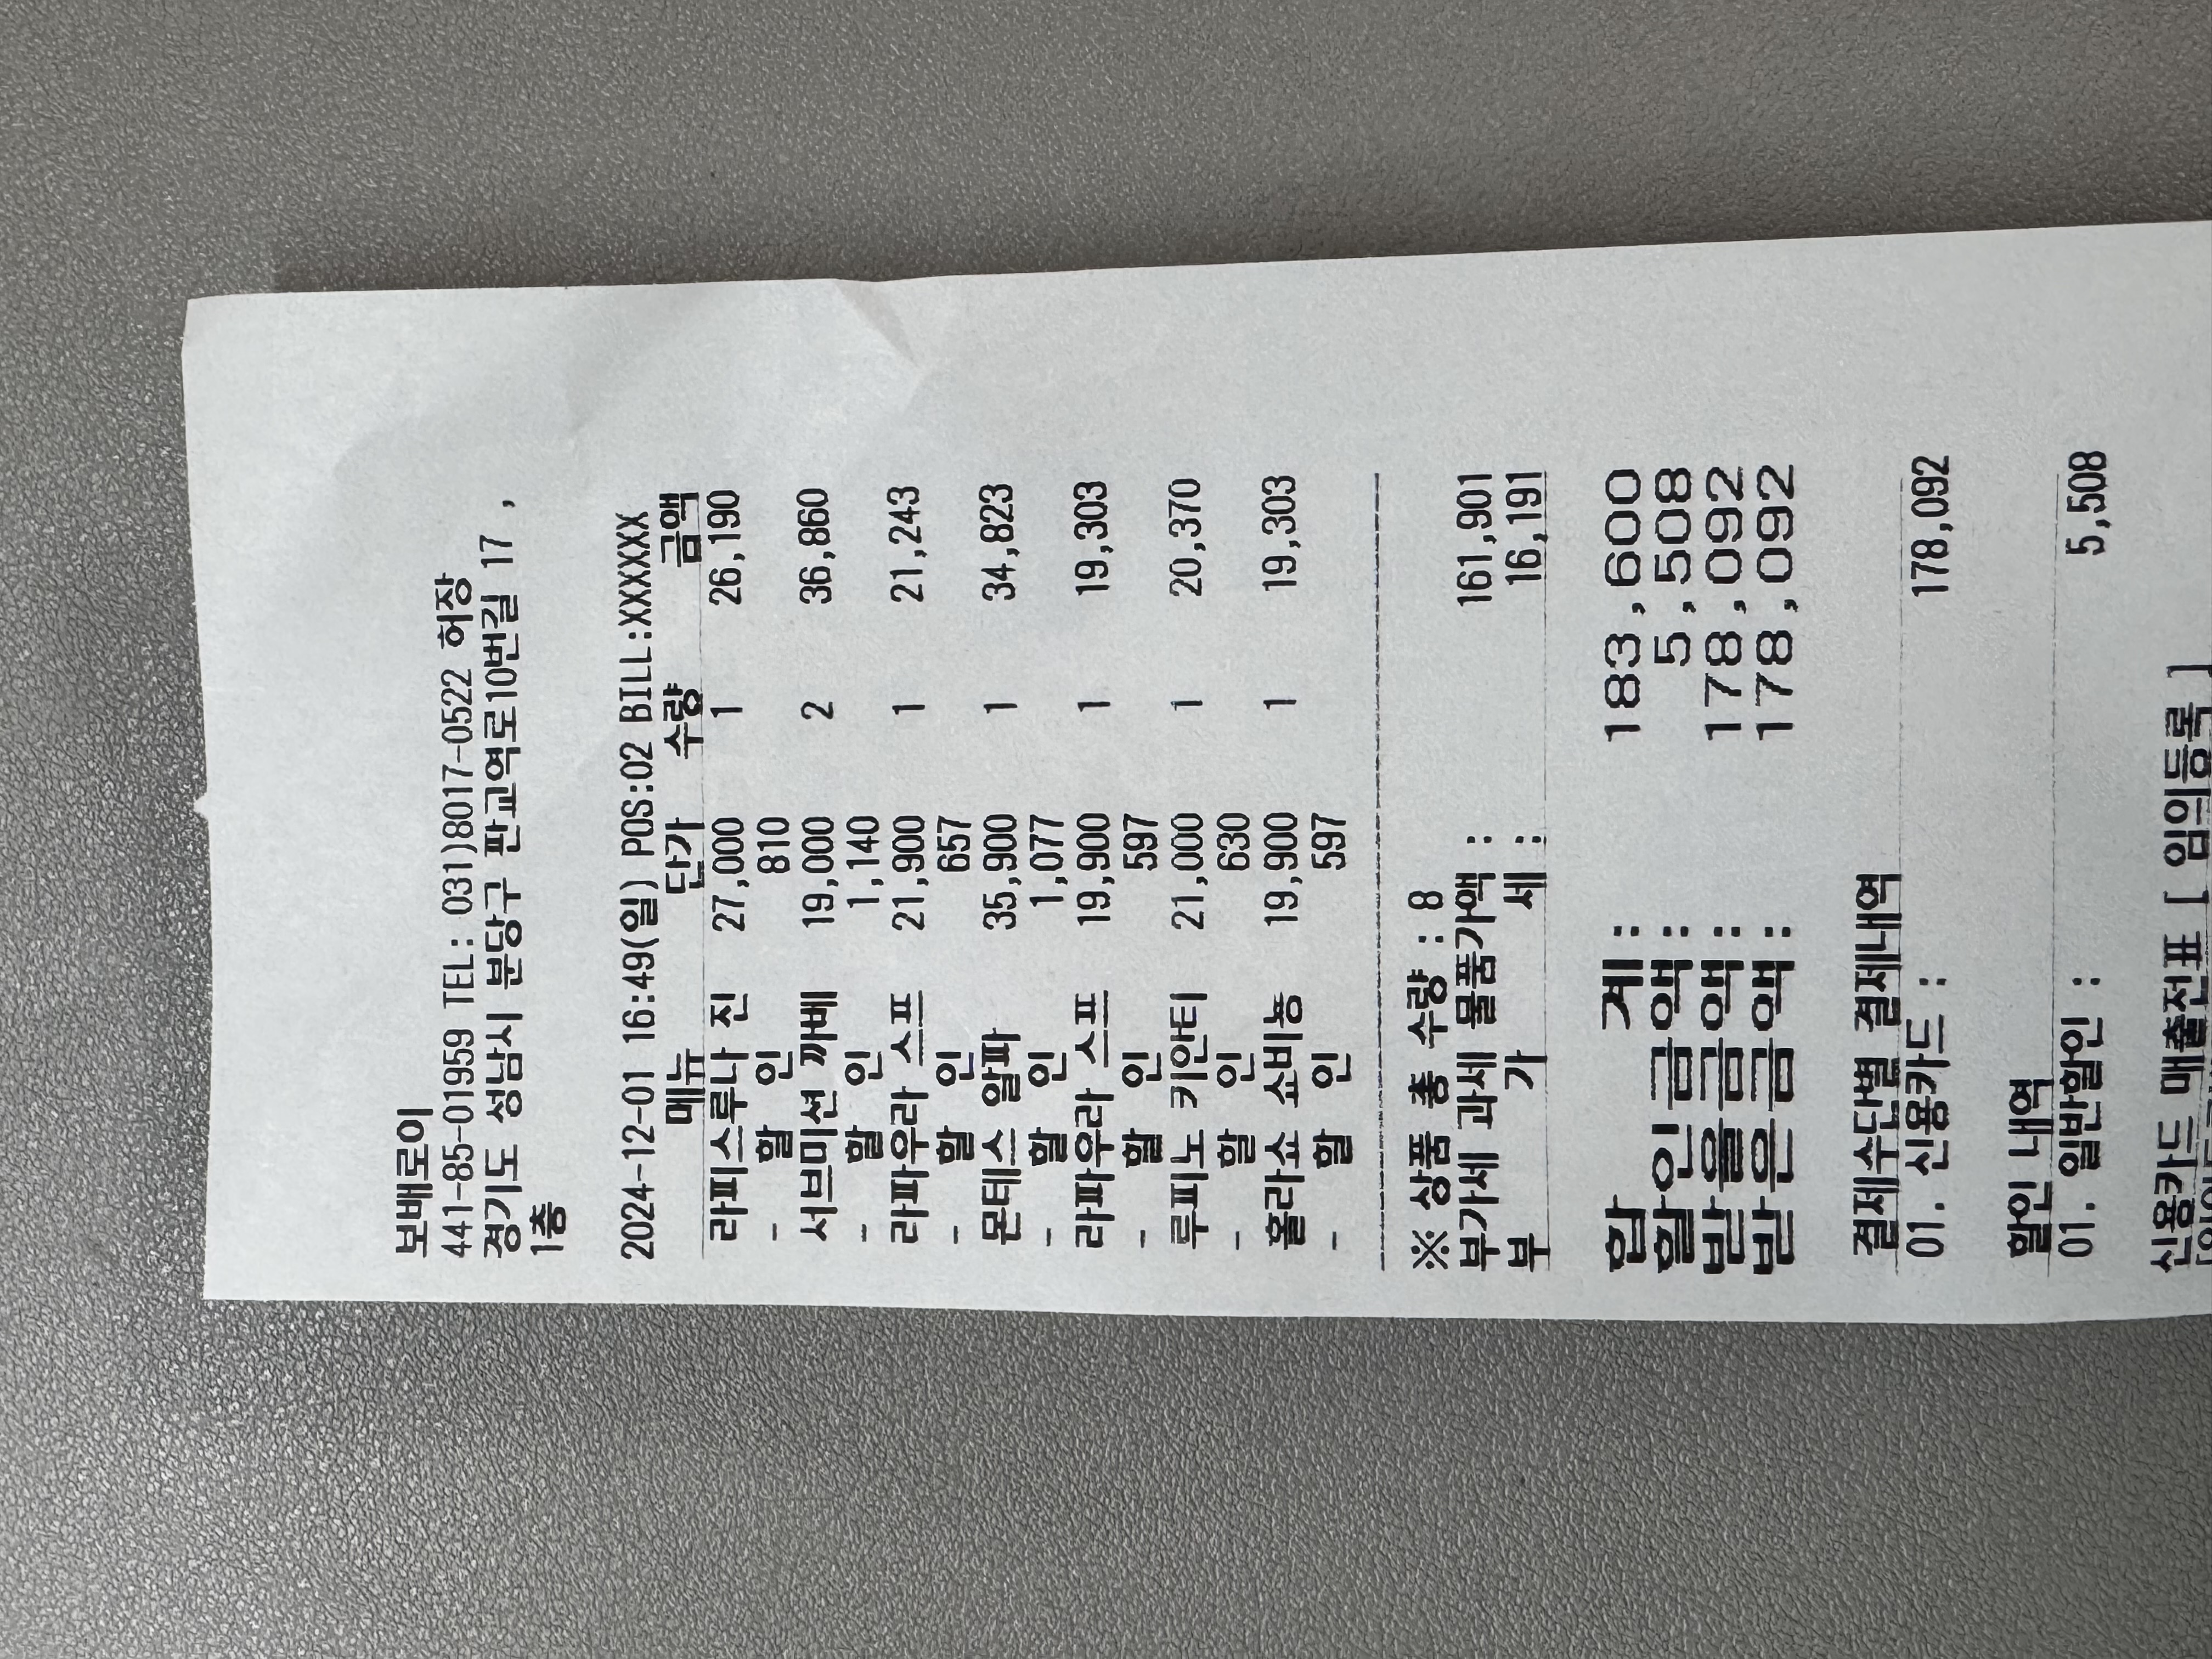 보배로이
441-85-01959 TEL: 031)8017-0522 허장
경기도 성남시 분당구 판교역로10번길 17 ,
1층
2024-12-01 16:49(일) POS:02 BILL:XXXXXX
메뉴 단가 수량 금액
라피스루나 진 27,000 1 26,190
- 할 인 810
서브미션 까베 19,000 2 36,860
- 할 인 1,140
라파우라 스프 21,900 1 21,243
- 할 인 657
몬테스 알파 35,900 1 34,823
- 할 인 1,077
라파우라 스프 19,900 1 19,303
- 할 인 597
루피노 키안티 21,000 1 20,370
- 할 인 630
홀라쇼 쇼비뇽 19,900 1 19,303
- 할 인 597
※ 상품 총 수량 : 8
부가세 과세 물품가액 : 161,901
부 가 세 : 16,191
합 계: 183,600
할인금액: 5,508
받을금액: 178,092
받은금액: 178,092
결제수단별 결제내역
01. 신용카드 : 178,092
할인 내역
01. 일반할인 : 5,508
신용카드 매출전표 [ 임의등록 ]